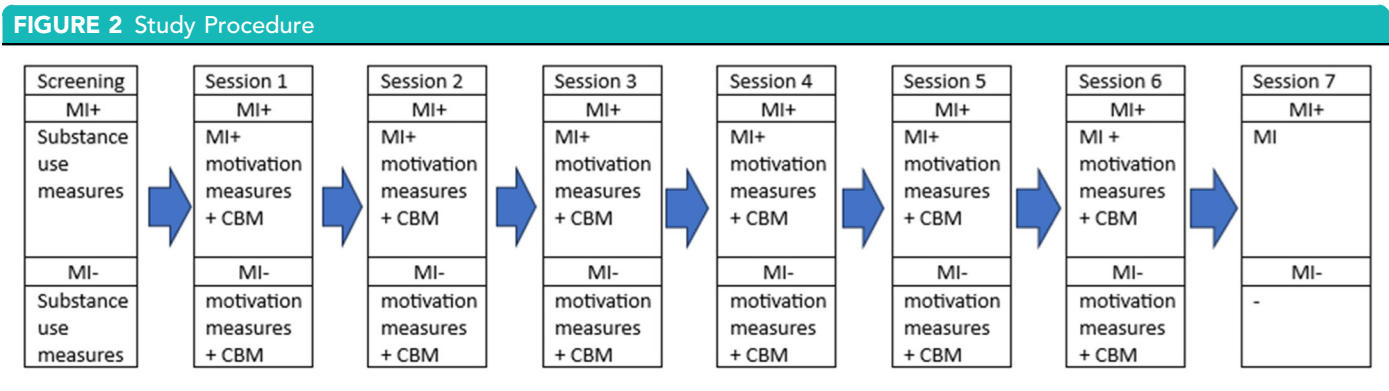 FIGURE 2 Study Procedure
Screening
MI+
Substance
use
measures
MI-
Substance
use
measures
Session 1
MI+
MI+
motivation
measures
+ CBM
MI-
motivation
measures
+ CBM
Session 2
MI+
MI+
motivation
measures
+ CBM
MI-
motivation
measures
+ CBM
Session 3
MI+
MI+
motivation
measures
+ CBM
MI-
motivation
measures
+ CBM
Session 4
MI+
MI+
motivation
measures
+ CBM
MI-
motivation
measures
+ CBM
Session 5
MI+
MI+
motivation
measures
+ CBM
MI-
motivation
measures
+ CBM
Session 6
MI+
MI +
motivation
measures
+ CBM
MI-
motivation
measures
+ CBM
Session 7
MI+
MI
MI-
-